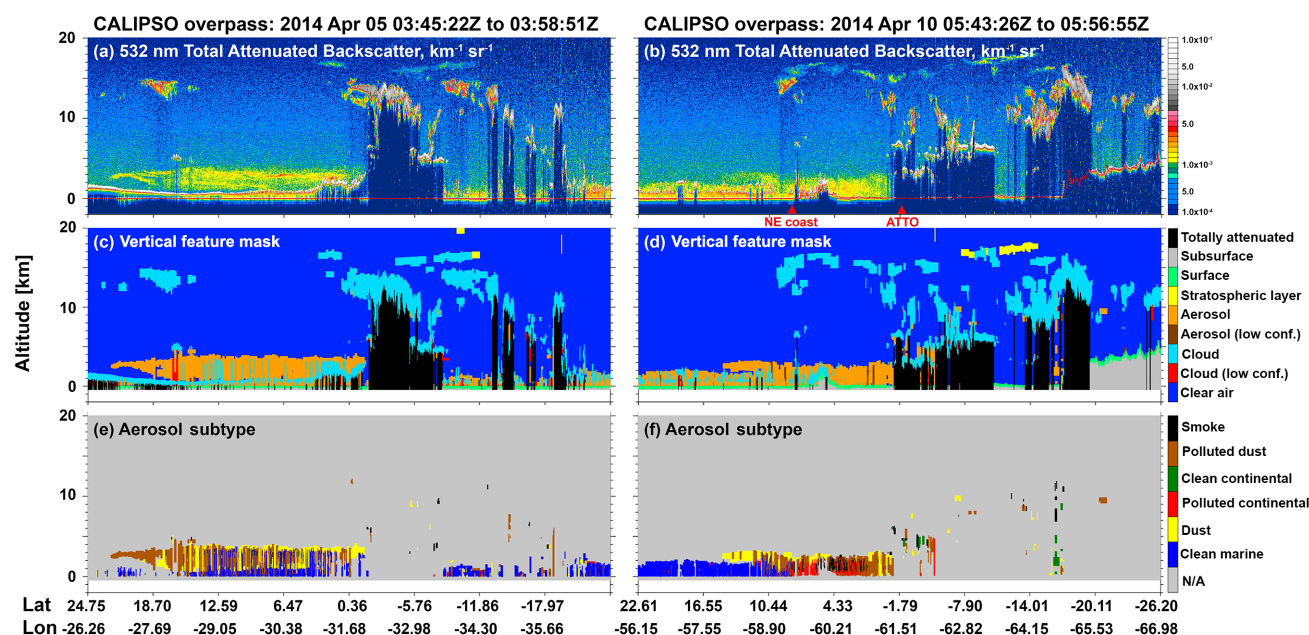 CALIPSO overpass: 2014 Apr 05 03:45:22Z to 03:58:51Z
CALIPSO overpass: 2014 Apr 10 05:43:26Z to 05:56:55Z
Altitude [km]
20
10
0
(a) 532 nm Total Attenuated Backscatter, km⁻¹ sr⁻¹
(b) 532 nm Total Attenuated Backscatter, km⁻¹ sr⁻¹
NE coast
ATTO
1.0x10⁻¹
5.0
1.0x10⁻²
5.0
1.0x10⁻³
5.0
1.0x10⁻⁴
20
10
0
(c) Vertical feature mask
(d) Vertical feature mask
Totally attenuated
Subsurface
Surface
Stratospheric layer
Aerosol
Aerosol (low conf.)
Cloud
Cloud (low conf.)
Clear air
20
10
0
(e) Aerosol subtype
(f) Aerosol subtype
Smoke
Polluted dust
Clean continental
Polluted continental
Dust
Clean marine
N/A
Lat 24.75 18.70 12.59 6.47 0.36 -5.76 -11.86 -17.97 22.61 16.55 10.44 4.33 -1.79 -7.90 -14.01 -20.11 -26.20
Lon -26.26 -27.69 -29.05 -30.38 -31.68 -32.98 -34.30 -35.66 -56.15 -57.55 -58.90 -60.21 -61.51 -62.82 -64.15 -65.53 -66.98